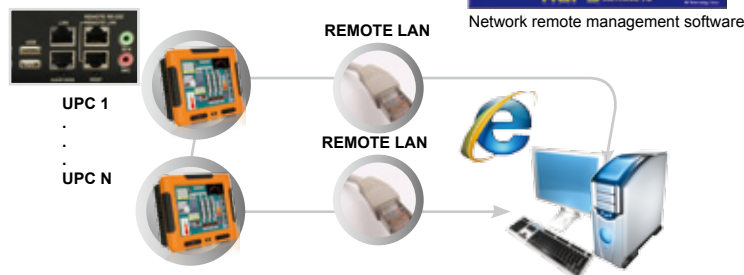 Network remote management software
REMOTE LAN
UPC 1
.
.
.
REMOTE LAN
UPC N